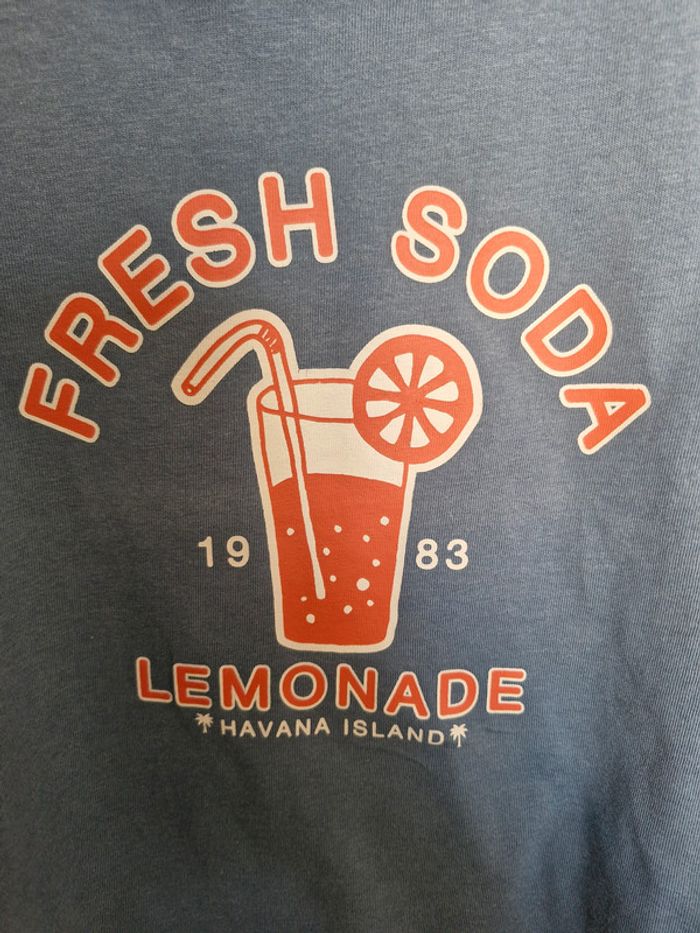 FRESH SODA
19 83
LEMONADE
HAVANA ISLAND